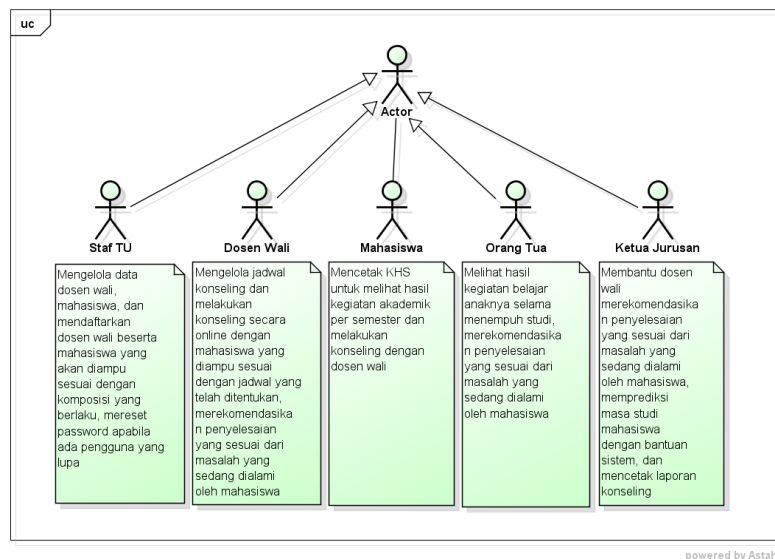 uc
Actor
Staf TU
Dosen Wali
Mahasiswa
Orang Tua
Ketua Jurusan
Mengelola data
dosen wali,
mahasiswa, dan
mendaftarkan
dosen wali beserta
mahasiswa yang
akan diampu
sesuai dengan
komposisi yang
berlaku, mereset
password apabila
ada pengguna yang
lupa
Mengelola jadwal
konseling dan
melakukan
konseling secara
online dengan
mahasiswa yang
diampu sesuai
dengan jadwal yang
telah ditentukan,
merekomendasika
n penyelesaian
yang sesuai dari
masalah yang
sedang dialami
oleh mahasiswa
Mencetak KHS
untuk melihat hasil
kegiatan akademik
per semester dan
melakukan
konseling dengan
dosen wali
Melihat hasil
kegiatan belajar
anaknya selama
menempuh studi,
merekomendasika
n penyelesaian
yang sesuai dari
masalah yang
sedang dialami
oleh mahasiswa
Membantu dosen
wali
merekomendasika
n penyelesaian
yang sesuai dari
masalah yang
sedang dialami
oleh mahasiswa,
memprediksi
masa studi
mahasiswa
dengan bantuan
sistem, dan
mencetak laporan
konseling
powered by Astah